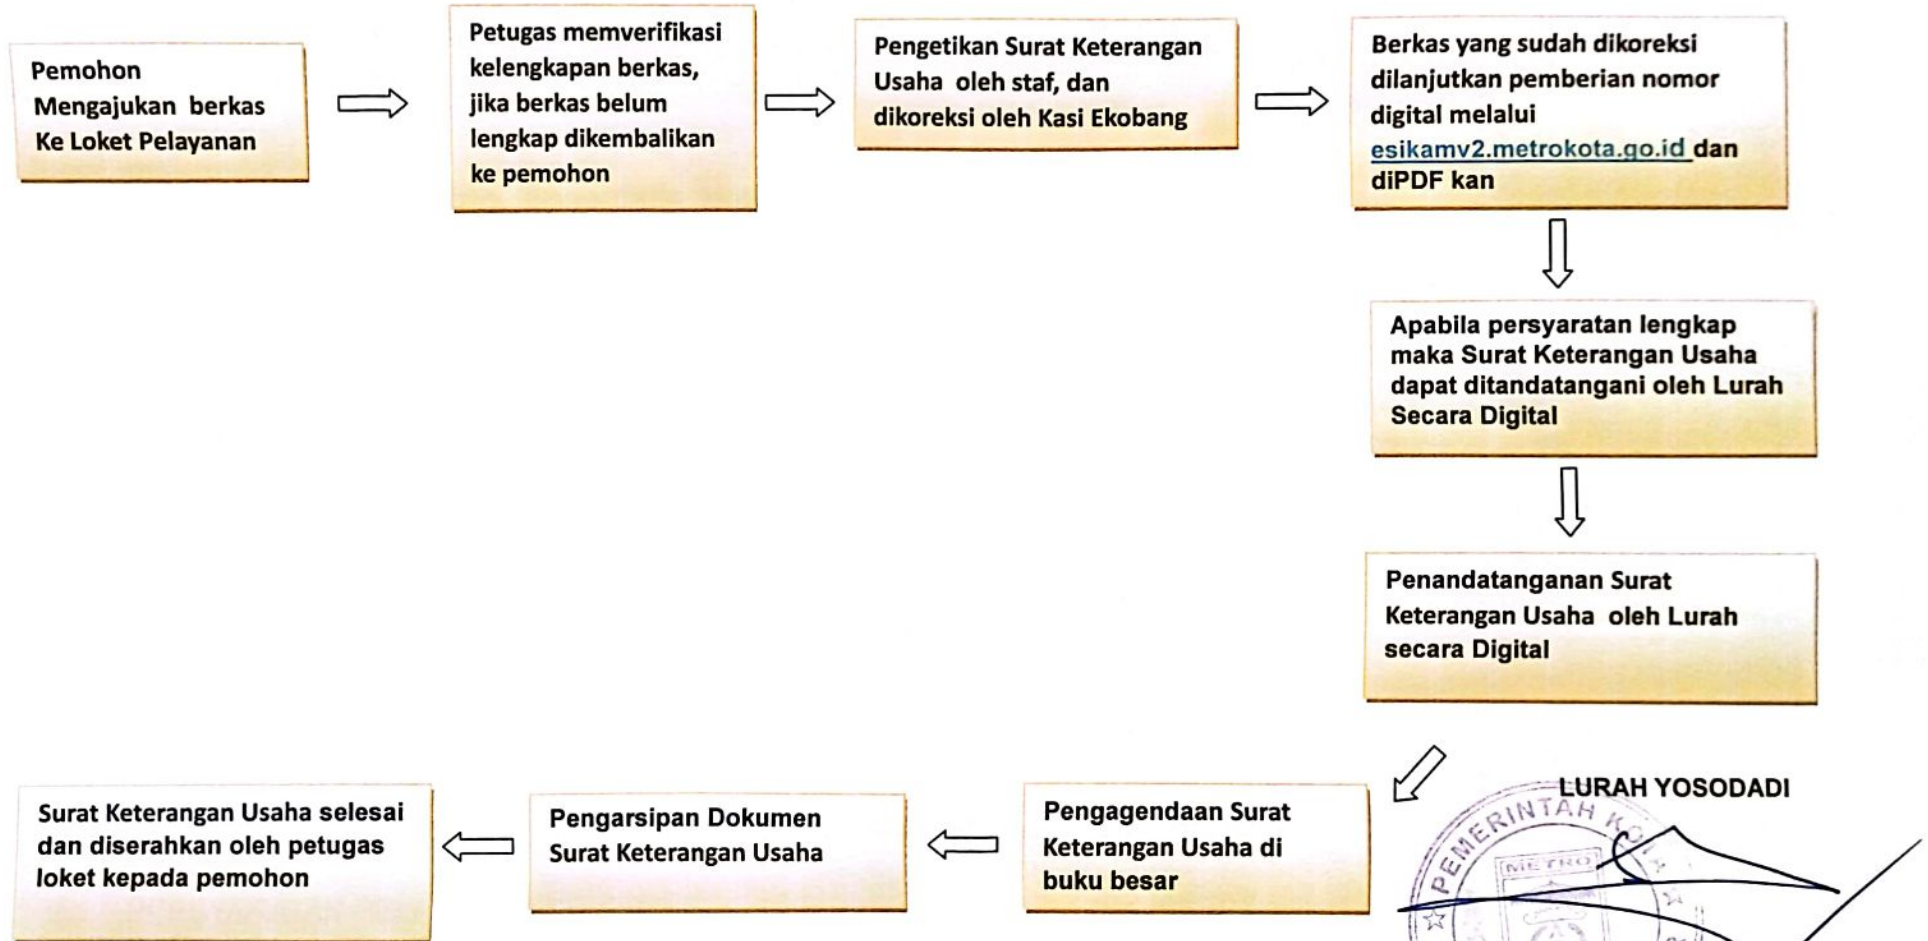 Pemohon
Mengajukan berkas
Ke Loket Pelayanan
Petugas memverifikasi
kelengkapan berkas,
jika berkas belum
lengkap dikembalikan
ke pemohon
Pengetikan Surat Keterangan
Usaha oleh staf, dan
dikoreksi oleh Kasi Ekobang
Berkas yang sudah dikoreksi
dilanjutkan pemberian nomor
digital melalui
esikamv2.metrokota.go.id dan
diPDF kan
Apabila persyaratan lengkap
maka Surat Keterangan Usaha
dapat ditandatangani oleh Lurah
Secara Digital
Penandatanganan Surat
Keterangan Usaha oleh Lurah
secara Digital
Pengagendaan Surat
Keterangan Usaha di
buku besar
Pengarsipan Dokumen
Surat Keterangan Usaha
Surat Keterangan Usaha selesai
dan diserahkan oleh petugas
loket kepada pemohon
LURAH YOSODADI
PEMERINTAH KOTA
METRO